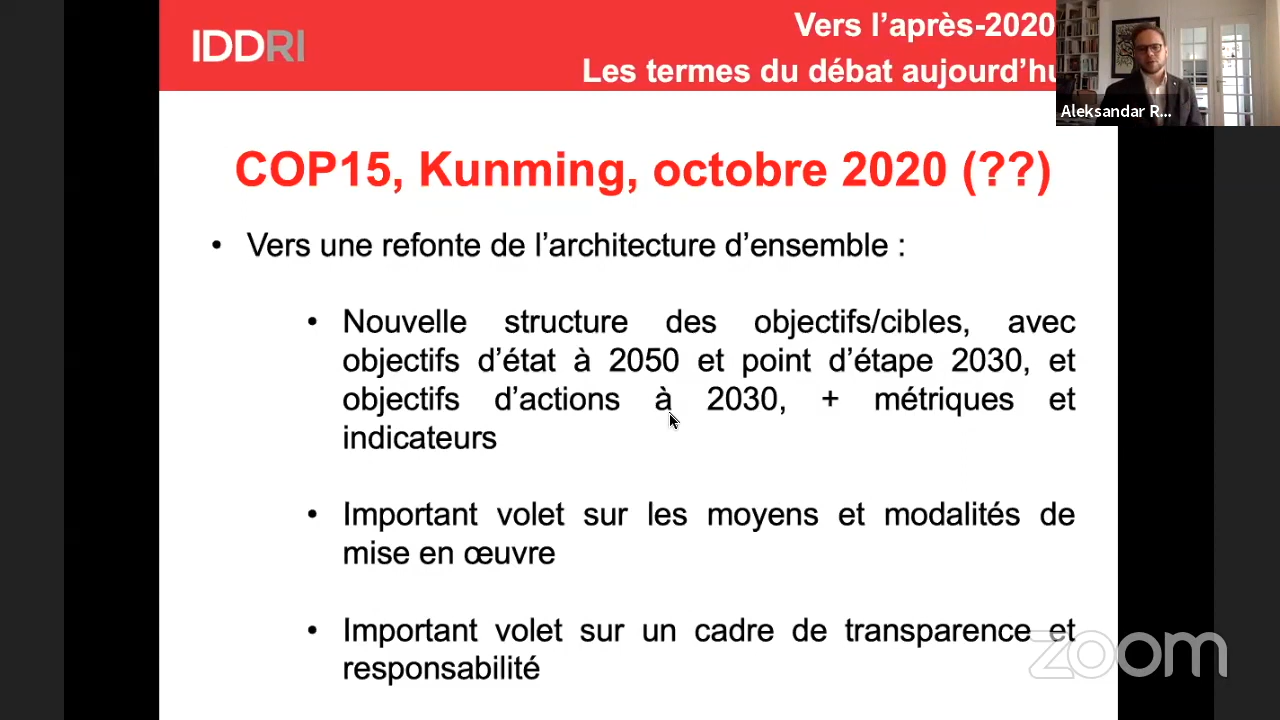 IDDRI
Vers l’après-2020
Les termes du débat aujourd’hu
Aleksandar R...
COP15, Kunming, octobre 2020 (??)
• Vers une refonte de l’architecture d’ensemble :
• Nouvelle structure des objectifs/cibles, avec
objectifs d’état à 2050 et point d’étape 2030, et
objectifs d’actions à 2030, + métriques et
indicateurs
• Important volet sur les moyens et modalités de
mise en œuvre
• Important volet sur un cadre de transparence et
responsabilité
zoom